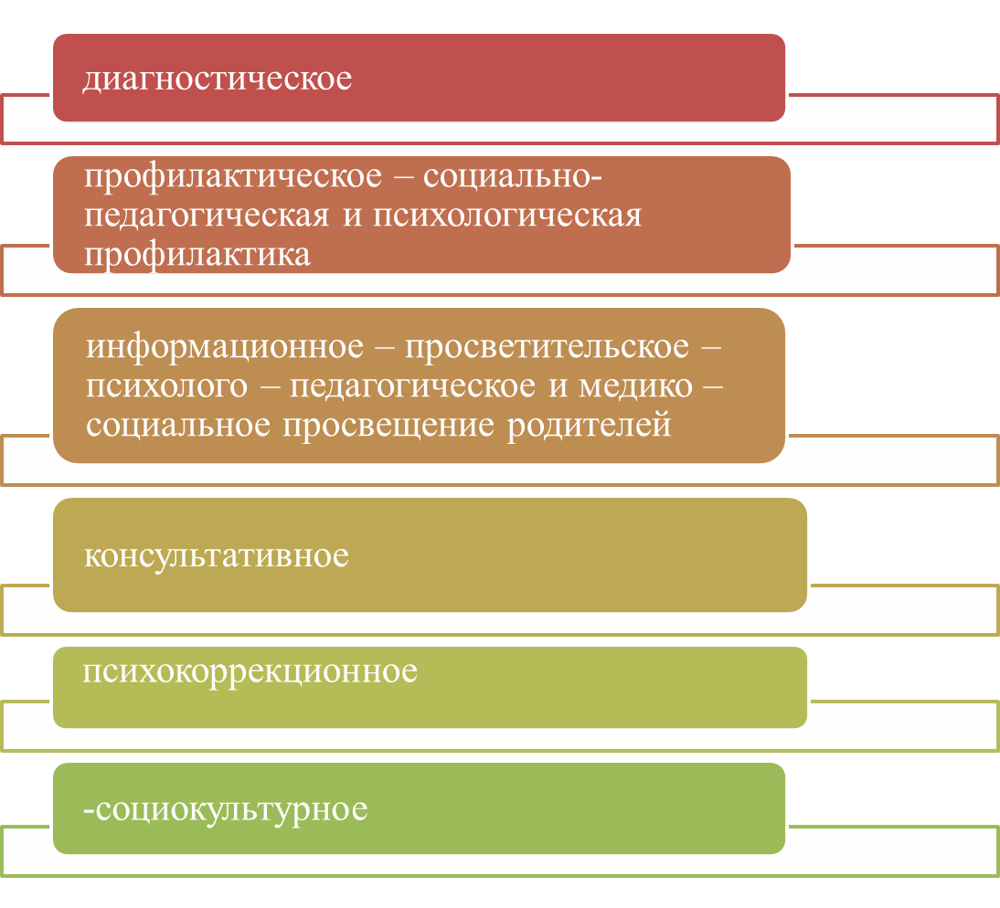 диагностическое
профилактическое – социально-
педагогическая и психологическая
профилактика
информационное – просветительское –
психолого – педагогическое и медико –
социальное просвещение родителей
консультативное
психокоррекционное
-социокультурное